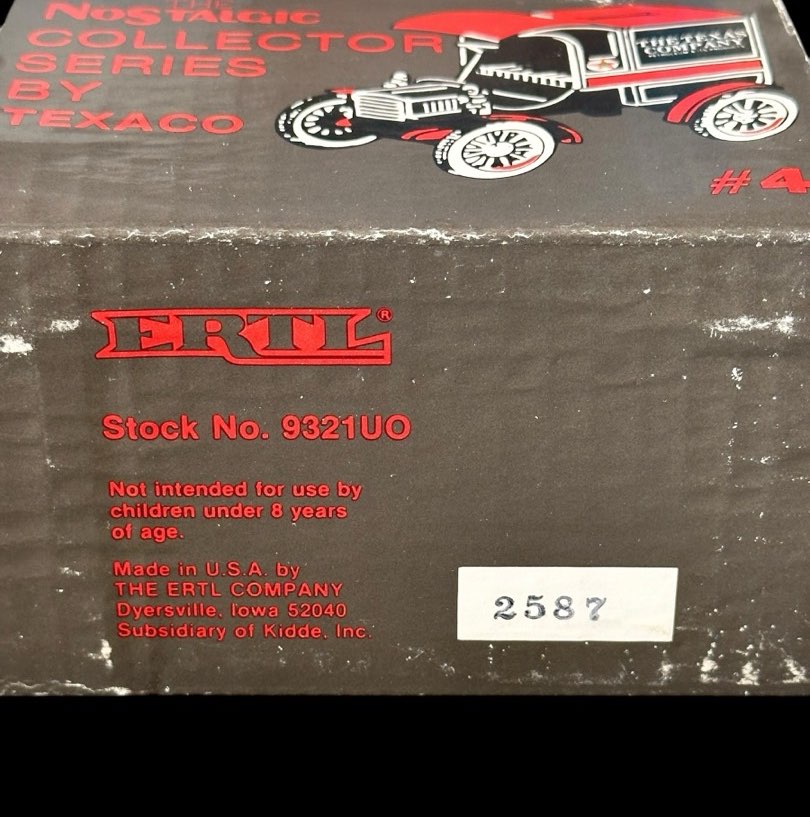 THE
NOSTALGIC
COLLECTOR
SERIES
BY
TEXACO
THE TEXAS
COMPANY
#4
ERTL®
Stock No. 9321UO
Not intended for use by
children under 8 years
of age.
Made in U.S.A. by
THE ERTL COMPANY
Dyersville, Iowa 52040
Subsidiary of Kidde, Inc.
2587